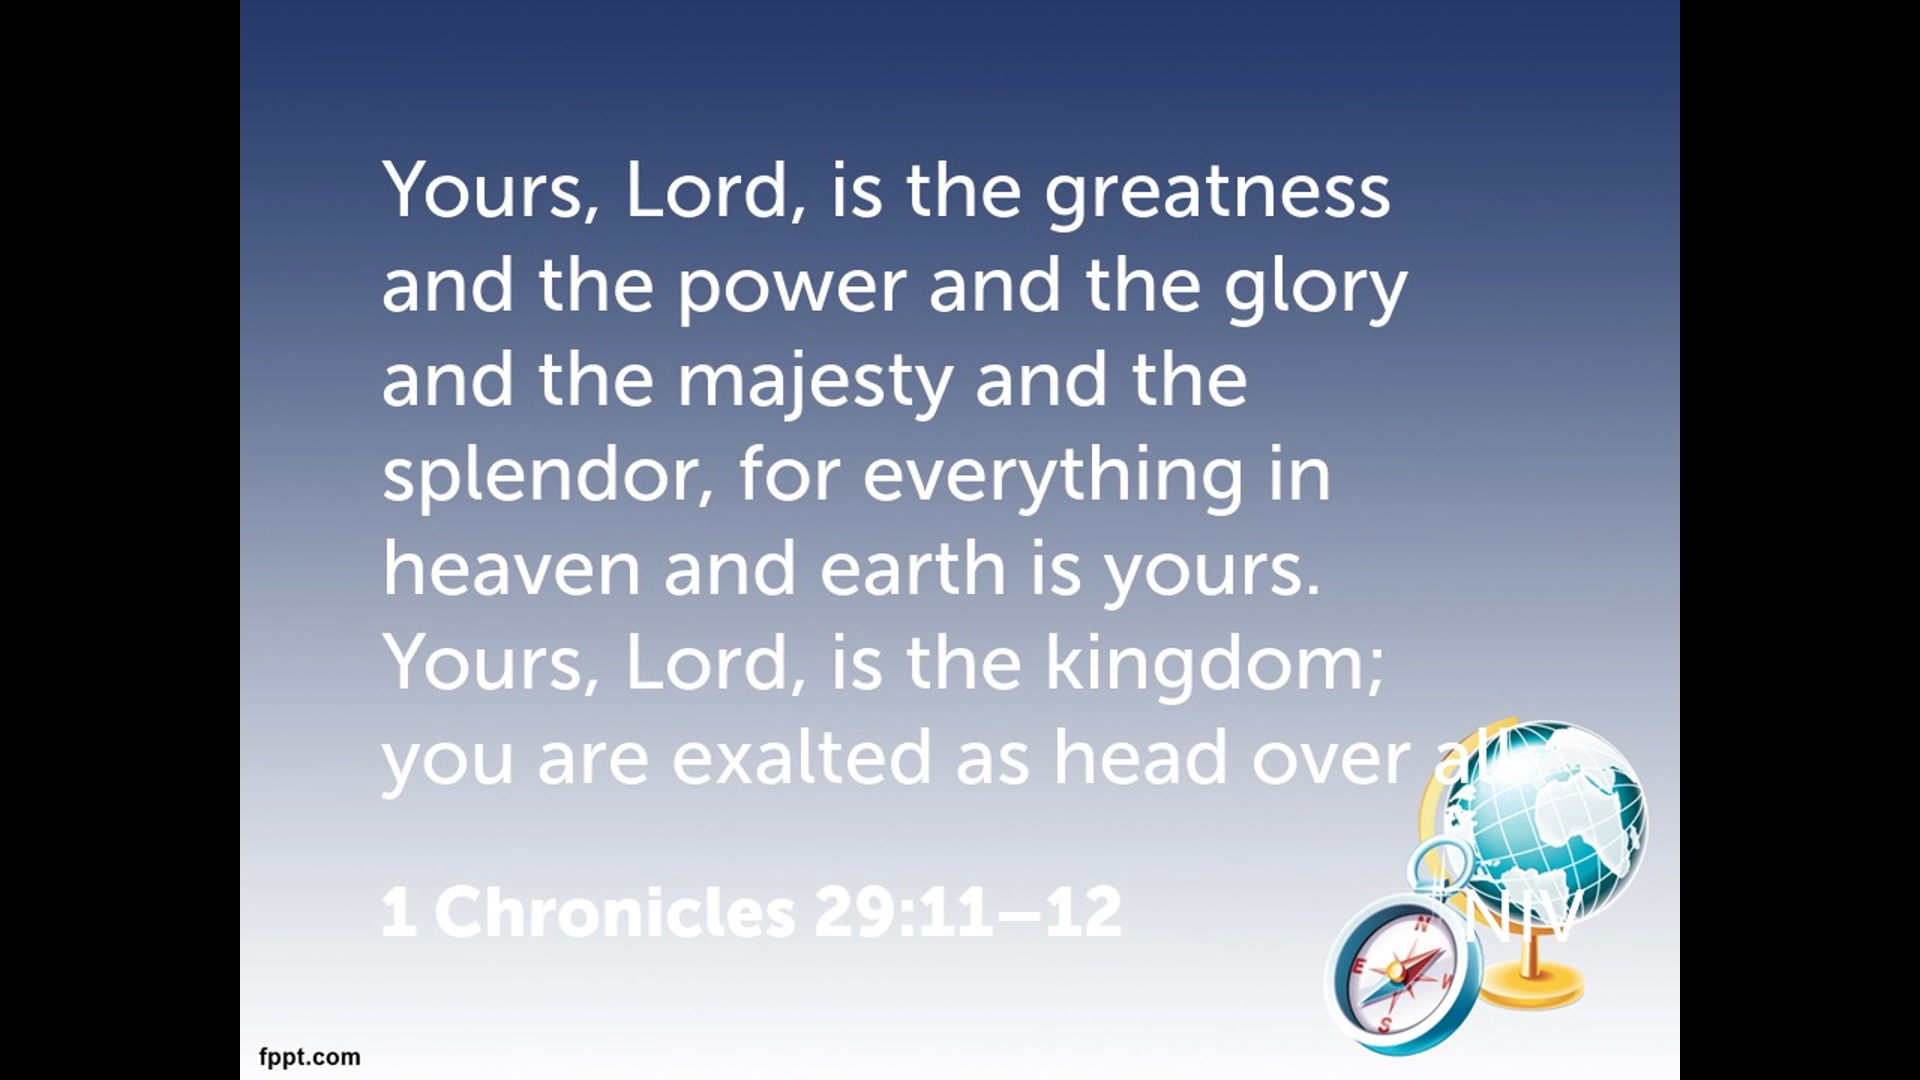 Yours, Lord, is the greatness
and the power and the glory
and the majesty and the
splendor, for everything in
heaven and earth is yours.
Yours, Lord, is the kingdom;
you are exalted as head over all
1 Chronicles 29:11–12
NIV
N
E
W
S
fppt.com